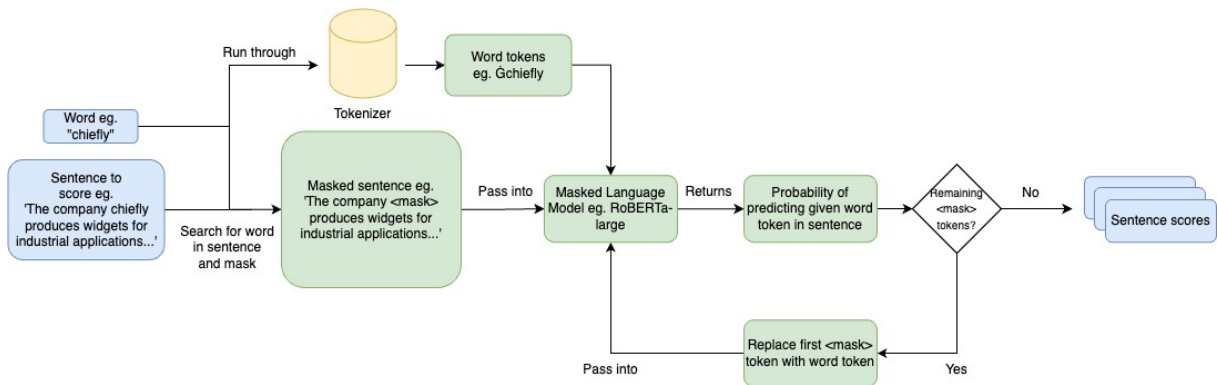 Run through
Word tokens
eg. Ġchiefly
Tokenizer
Word eg.
"chiefly"
Sentence to
score eg.
'The company chiefly
produces widgets for
industrial applications...'
Search for word
in sentence
and mask
Masked sentence eg.
'The company <mask>
produces widgets for
industrial applications...'
Pass into
Masked Language
Model eg. RoBERTa-
large
Returns
Probability of
predicting given word
token in sentence
Remaining
<mask>
tokens?
No
Sentence scores
Yes
Replace first <mask>
token with word token
Pass into